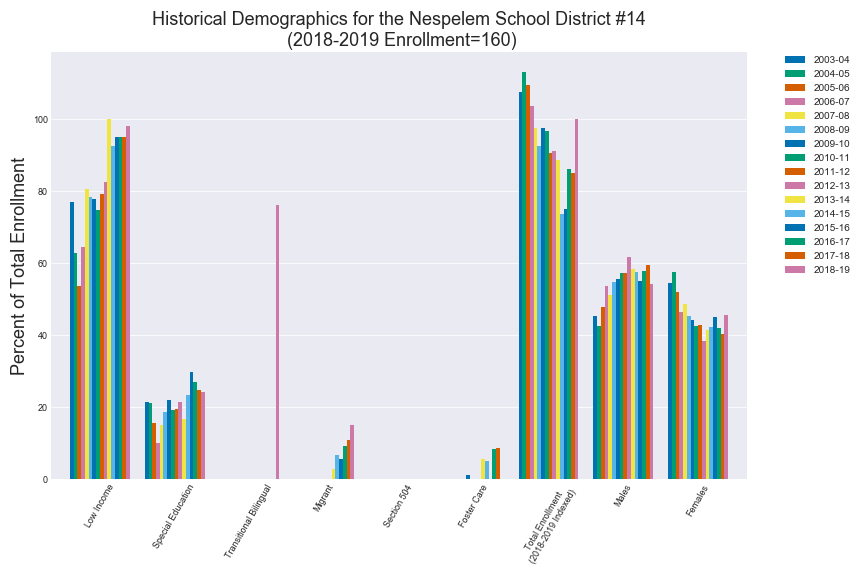 Historical Demographics for the Nespelem School District #14
(2018-2019 Enrollment=160)
Percent of Total Enrollment
100
80
60
40
20
0
Low Income
Special Education
Transitional Bilingual
Migrant
Section 504
Foster Care
Total Enrollment
(2018-2019 Indexed)
Males
Females
2003-04
2004-05
2005-06
2006-07
2007-08
2008-09
2009-10
2010-11
2011-12
2012-13
2013-14
2014-15
2015-16
2016-17
2017-18
2018-19